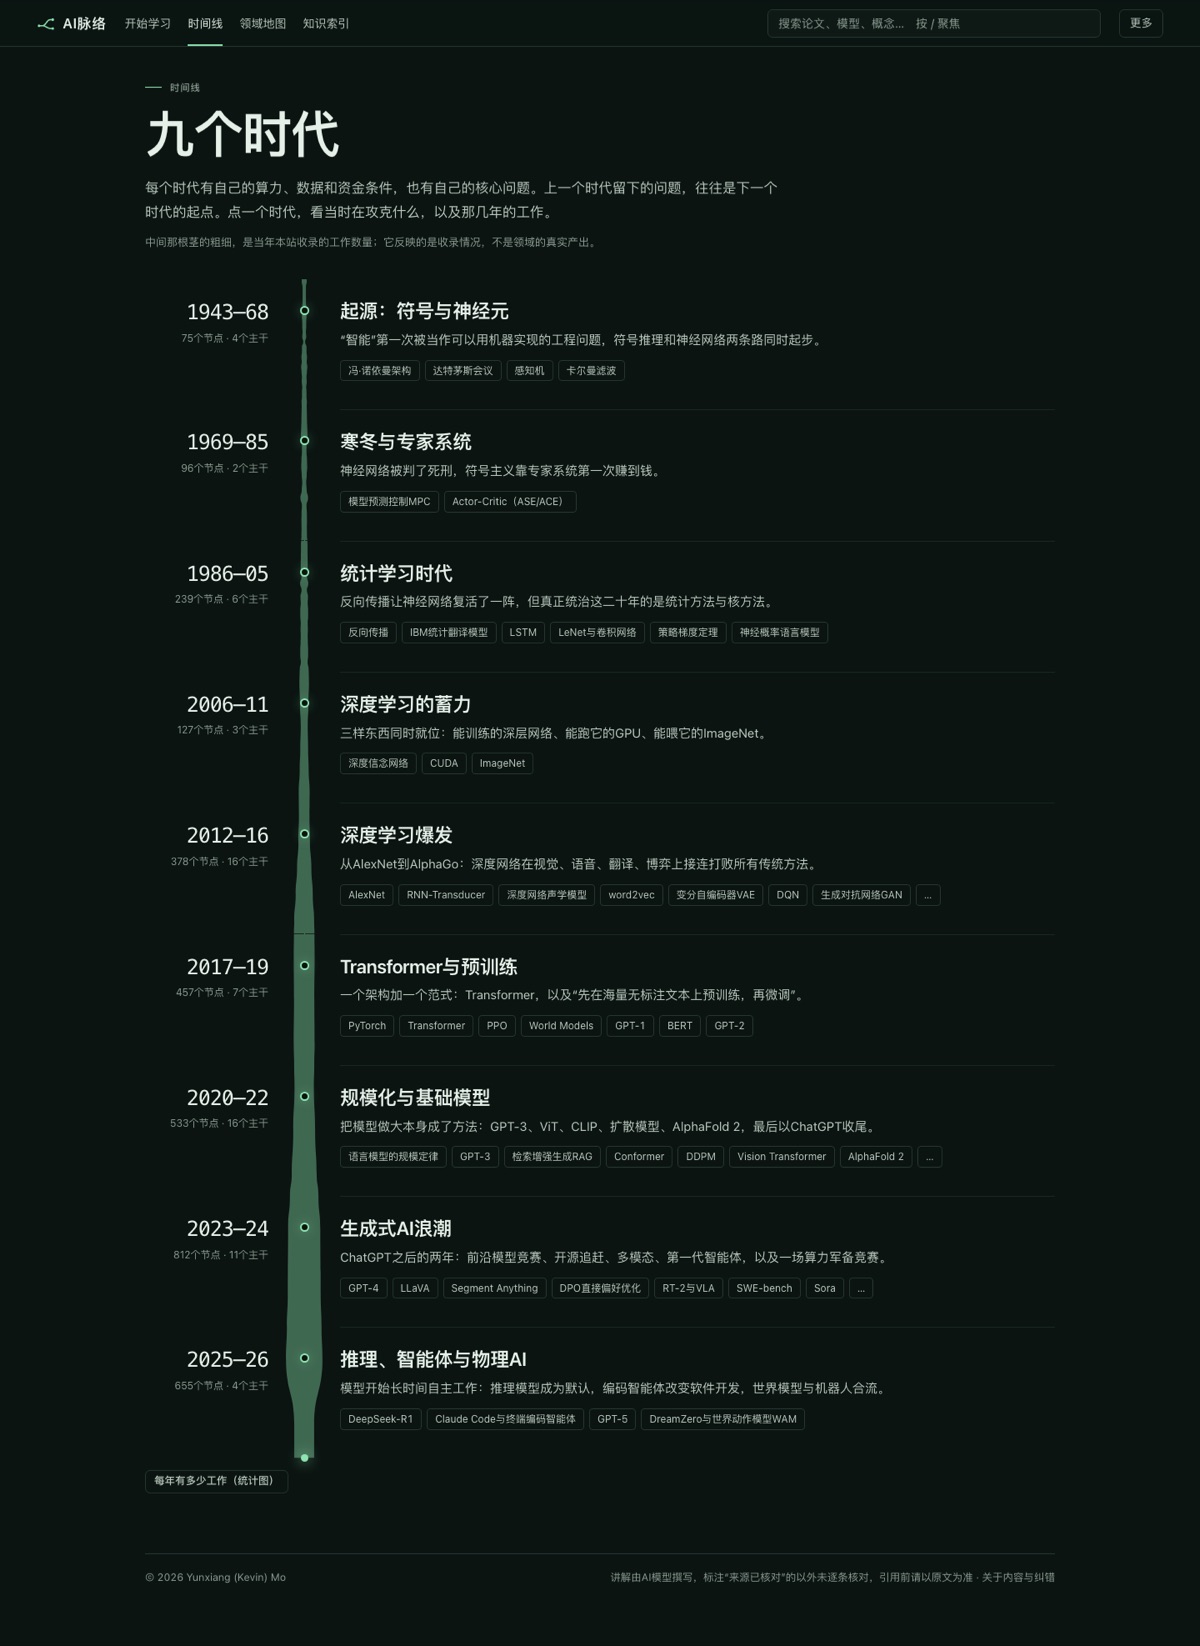 AI脉络 开始学习 时间线 领域地图 知识索引 搜索论文、模型、概念... 按 / 聚焦 更多
时间线
九个时代
每个时代有自己的算力、数据和资金条件，也有自己的核心问题。上一个时代留下的问题，往往是下一个
时代的起点。点一个时代，看当时在攻克什么，以及那几年的工作。
中间那根茎的粗细，是当年本站收录的工作数量；它反映的是收录情况，不是领域的真实产出。
1943—68
75个节点 · 4个主干
起源：符号与神经元
“智能”第一次被当作可以用机器实现的工程问题，符号推理和神经网络两条路同时起步。
冯·诺依曼架构 达特茅斯会议 感知机 卡尔曼滤波
1969—85
96个节点 · 2个主干
寒冬与专家系统
神经网络被判了死刑，符号主义靠专家系统第一次赚到钱。
模型预测控制MPC Actor-Critic（ASE/ACE）
1986—05
239个节点 · 6个主干
统计学习时代
反向传播让神经网络复活了一阵，但真正统治这二十年的是统计方法与核方法。
反向传播 IBM统计翻译模型 LSTM LeNet与卷积网络 策略梯度定理 神经概率语言模型
2006—11
127个节点 · 3个主干
深度学习的蓄力
三样东西同时就位：能训练的深层网络、能跑它的GPU、能喂它的ImageNet。
深度信念网络 CUDA ImageNet
2012—16
378个节点 · 16个主干
深度学习爆发
从AlexNet到AlphaGo：深度网络在视觉、语音、翻译、博弈上接连打败所有传统方法。
AlexNet RNN-Transducer 深度网络声学模型 word2vec 变分自编码器VAE DQN 生成对抗网络GAN ...
2017—19
457个节点 · 7个主干
Transformer与预训练
一个架构加一个范式：Transformer，以及“先在海量无标注文本上预训练，再微调”。
PyTorch Transformer PPO World Models GPT-1 BERT GPT-2
2020—22
533个节点 · 16个主干
规模化与基础模型
把模型做大本身成了方法：GPT-3、ViT、CLIP、扩散模型、AlphaFold 2，最后以ChatGPT收尾。
语言模型的规模定律 GPT-3 检索增强生成RAG Conformer DDPM Vision Transformer AlphaFold 2 ...
2023—24
812个节点 · 11个主干
生成式AI浪潮
ChatGPT之后的两年：前沿模型竞赛、开源追赶、多模态、第一代智能体，以及一场算力军备竞赛。
GPT-4 LLaVA Segment Anything DPO直接偏好优化 RT-2与VLA SWE-bench Sora ...
2025—26
655个节点 · 4个主干
推理、智能体与物理AI
模型开始长时间自主工作：推理模型成为默认，编码智能体改变软件开发，世界模型与机器人合流。
DeepSeek-R1 Claude Code与终端编码智能体 GPT-5 DreamZero与世界动作模型WAM
每年有多少工作（统计图）
© 2026 Yunxiang (Kevin) Mo 讲解由AI模型撰写，标注“来源已核对”的以外未逐条核对，引用前请以原文为准 · 关于内容与纠错